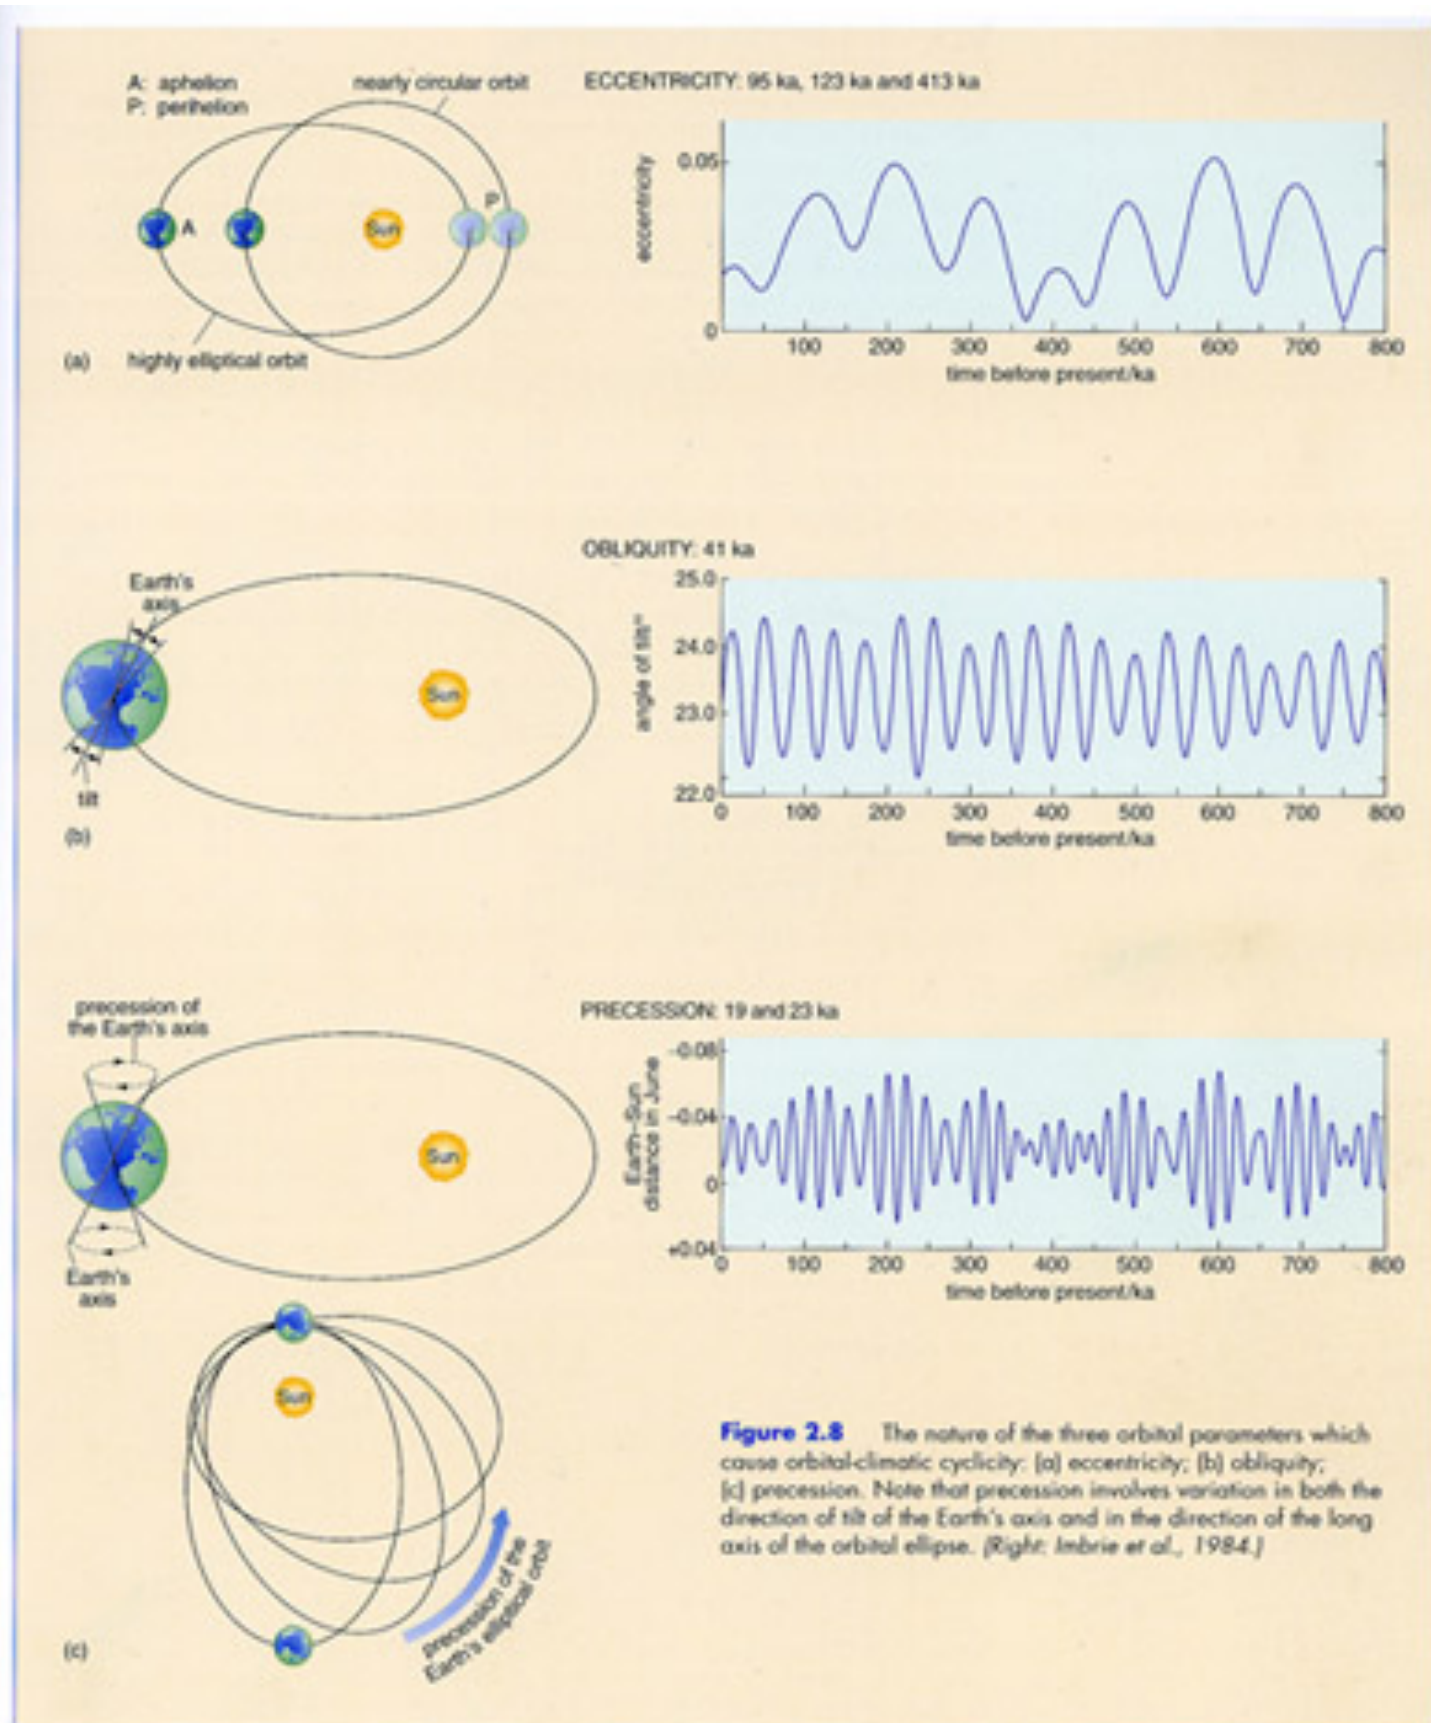 A: aphelion
P: perihelion
nearly circular orbit
A
Sun
P
highly elliptical orbit
(a)
ECCENTRICITY: 95 ka, 123 ka and 413 ka
eccentricity
0.05
0
100 200 300 400 500 600 700 800
time before present/ka
Earth's
axis
Sun
tilt
(b)
OBLIQUITY: 41 ka
angle of tilt/°
25.0
24.0
23.0
22.0
0 100 200 300 400 500 600 700 800
time before present/ka
precession of
the Earth's axis
Sun
Earth's
axis
PRECESSION: 19 and 23 ka
Earth–Sun
distance in June
−0.08
−0.04
0
+0.04
0 100 200 300 400 500 600 700 800
time before present/ka
Sun
precession of the
Earth's elliptical orbit
(c)
Figure 2.8 The nature of the three orbital parameters which
cause orbital-climatic cyclicity: (a) eccentricity; (b) obliquity;
(c) precession. Note that precession involves variation in both the
direction of tilt of the Earth's axis and in the direction of the long
axis of the orbital ellipse. (Right: Imbrie et al., 1984.)